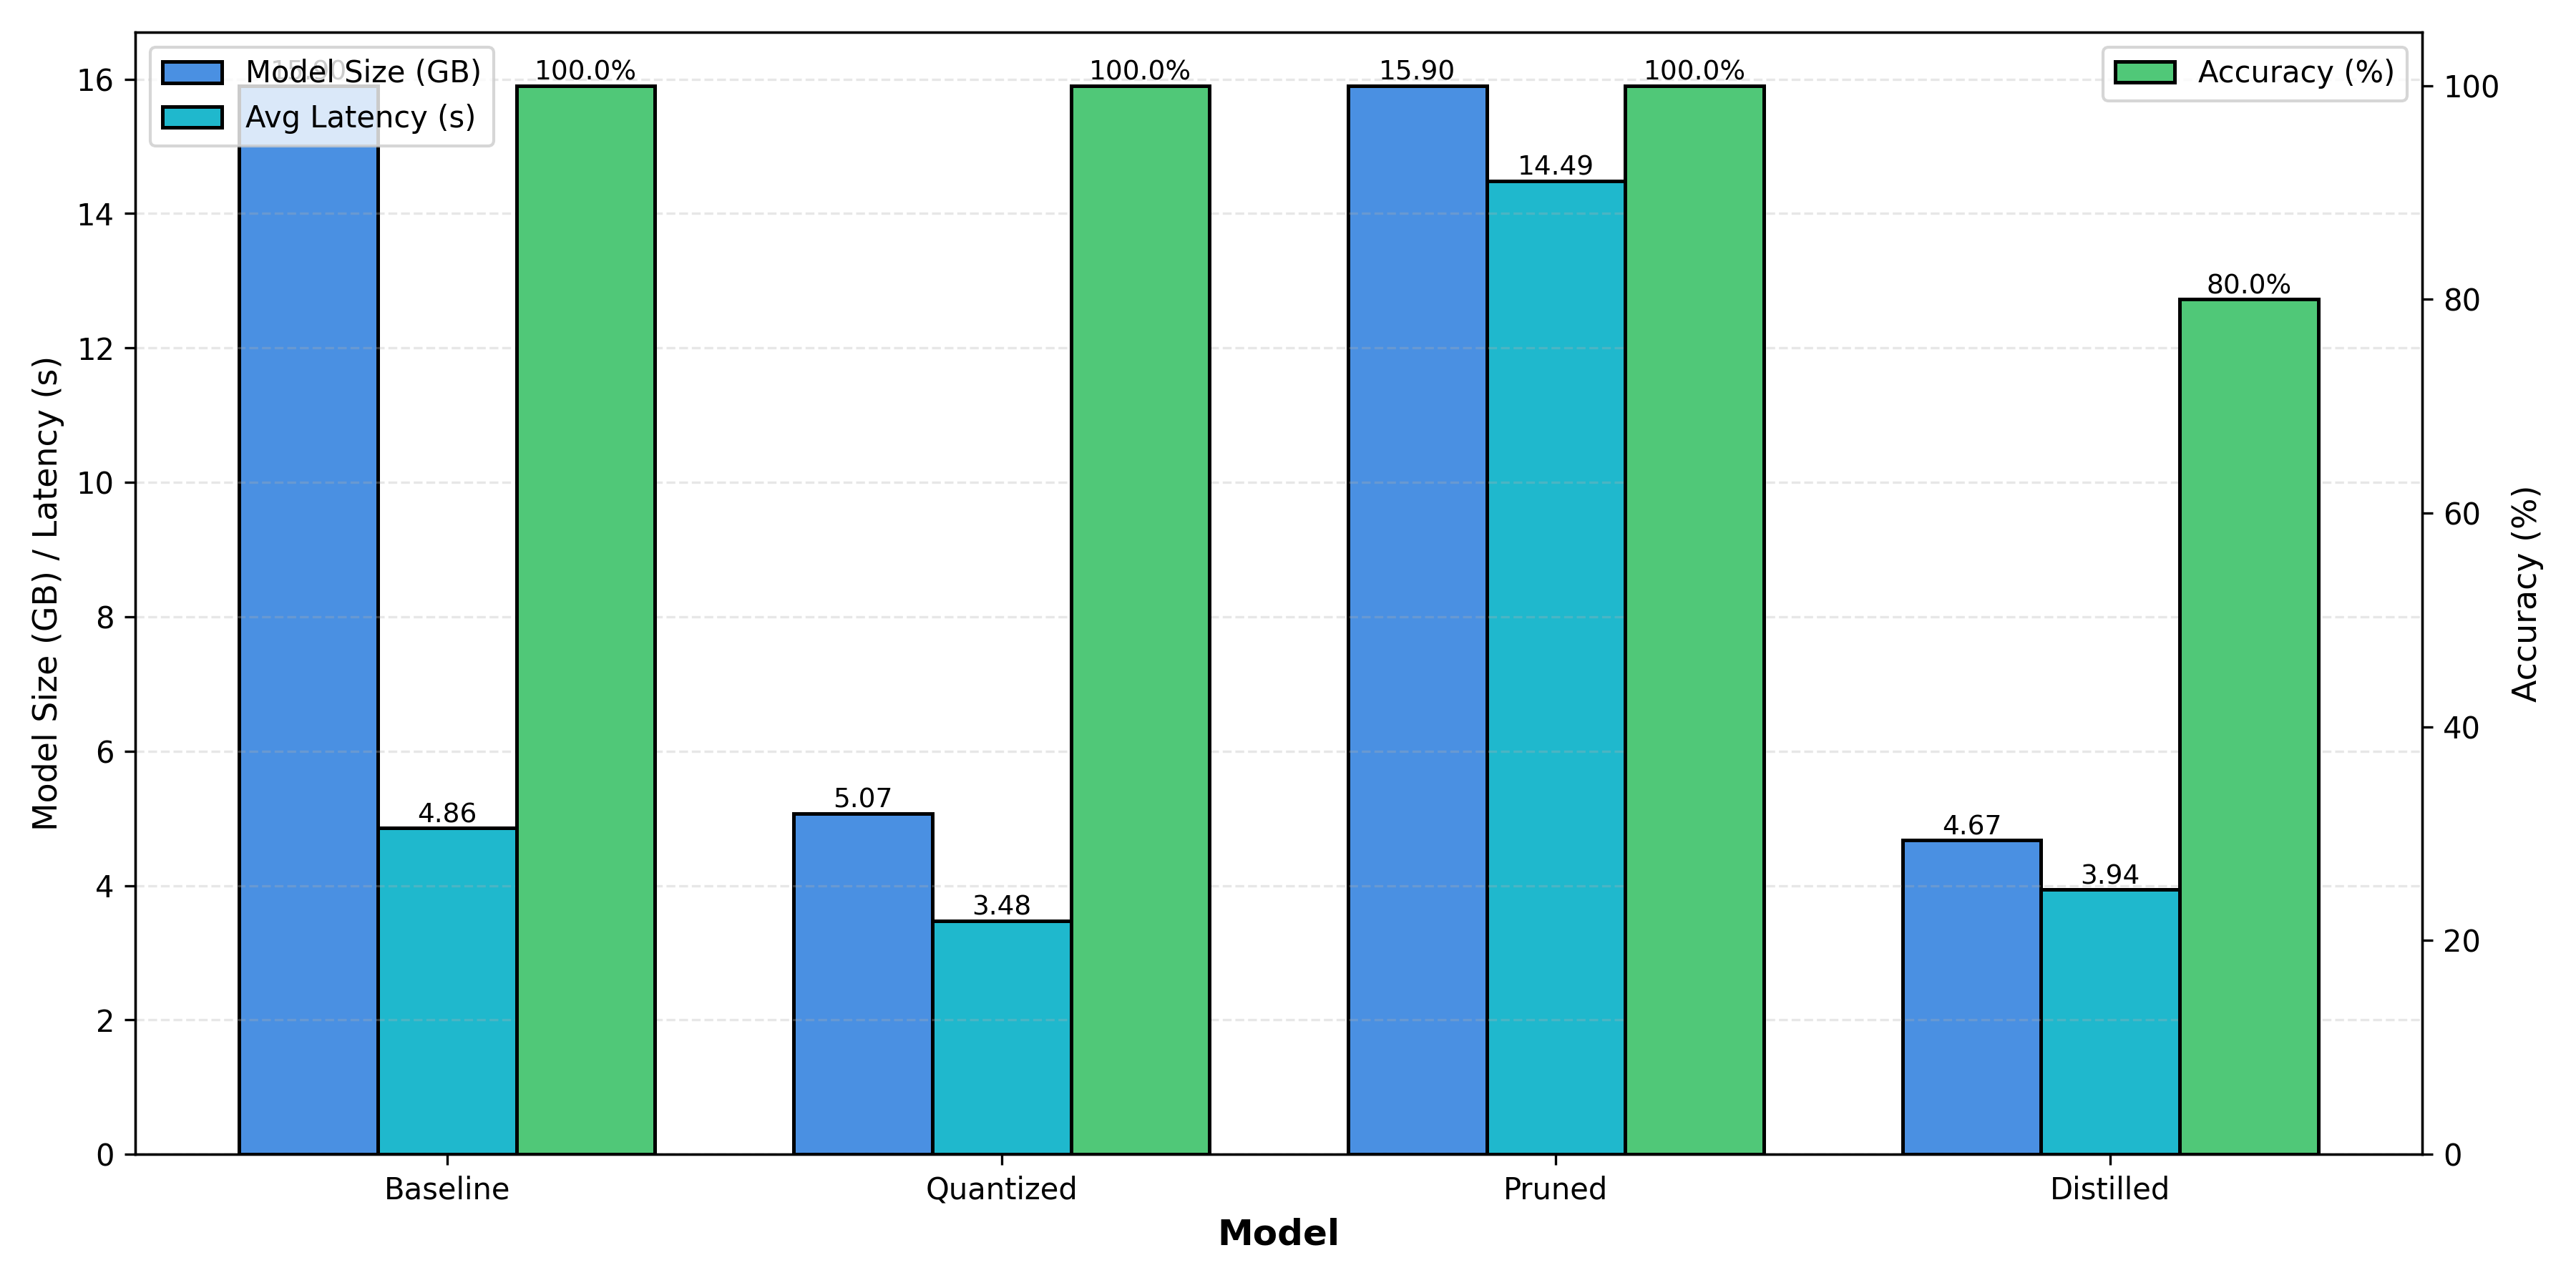 Model Size (GB)
Avg Latency (s)
Accuracy (%)
15.90
100.0%
100.0%
15.90
100.0%
14.49
80.0%
4.86
5.07
3.48
4.67
3.94
Model Size (GB) / Latency (s)
16
14
12
10
8
6
4
2
0
Accuracy (%)
100
80
60
40
20
0
Baseline
Quantized
Pruned
Distilled
Model